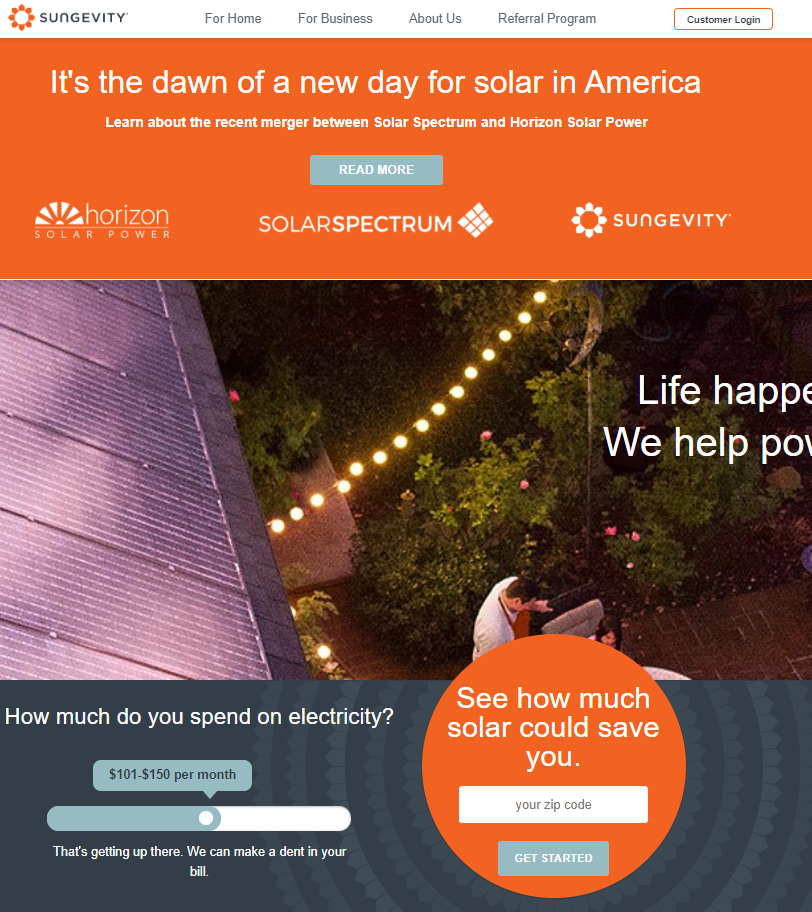 SUNGEVITY
For Home For Business About Us Referral Program Customer Login
It's the dawn of a new day for solar in America
Learn about the recent merger between Solar Spectrum and Horizon Solar Power
READ MORE
horizon
SOLAR POWER
SOLARSPECTRUM
SUNGEVITY
Life happe
We help pow
How much do you spend on electricity?
$101-$150 per month
That's getting up there. We can make a dent in your
bill.
See how much
solar could save
you.
your zip code
GET STARTED